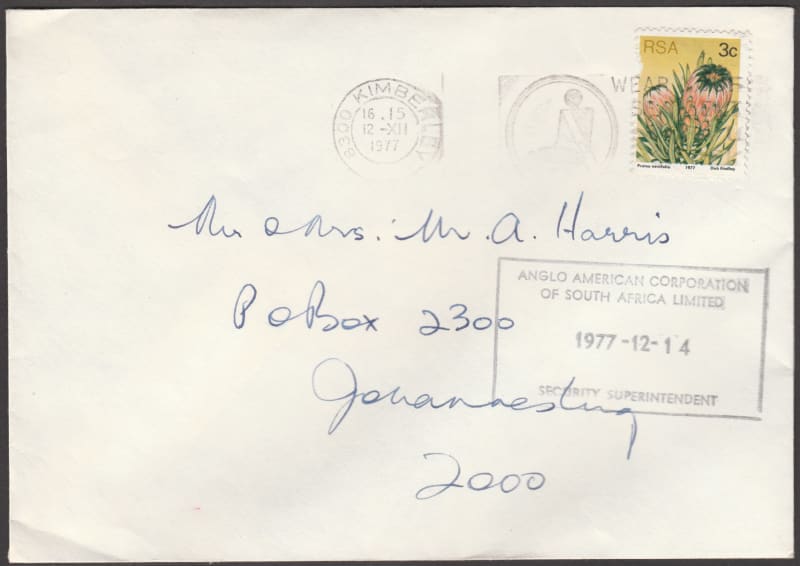 RSA 3c
Protea neriifolia 1977 Dick Findlay
8300 KIMBERLEY
16.15
12 -XII
1977
WEAR
Mr & Mrs. M. A. Harris
P O Box 2300
Johannesburg
2000
ANGLO AMERICAN CORPORATION
OF SOUTH AFRICA LIMITED
1977-12-14
SECURITY SUPERINTENDENT